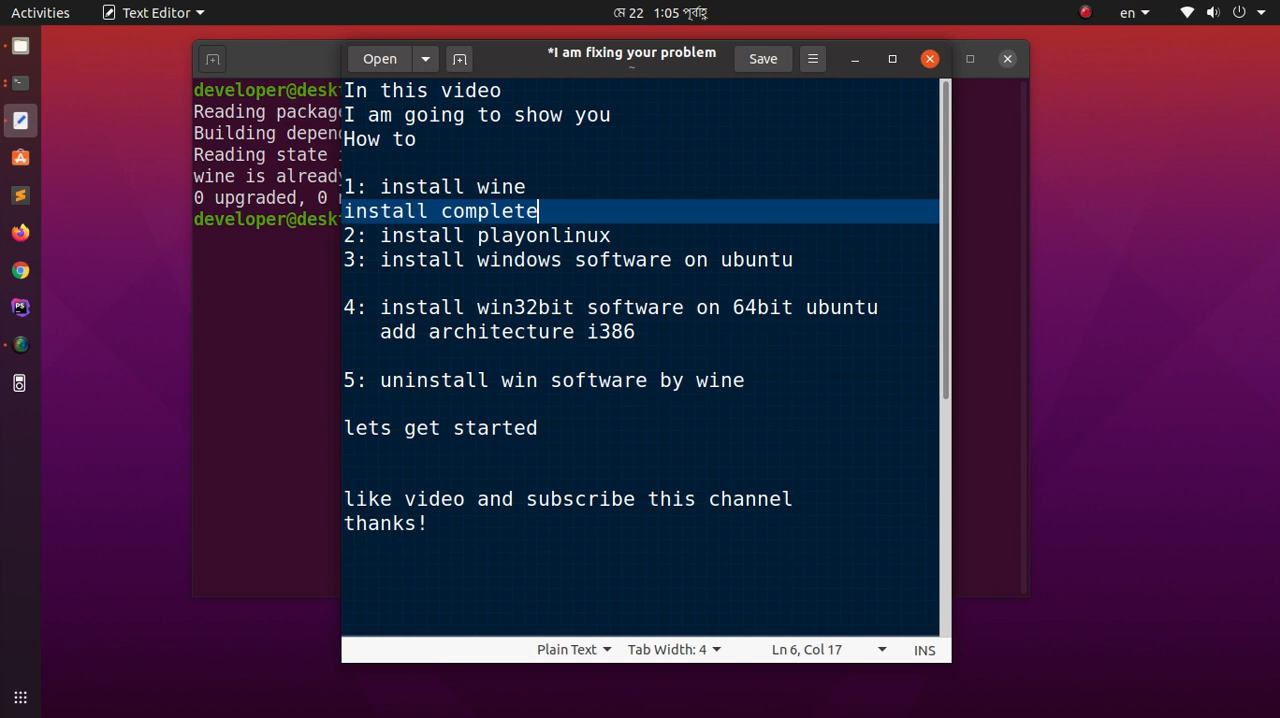 Activities Text Editor মে 22 1:05 পূর্বাহ্ণ en
Open *I am fixing your problem Save
~
developer@desk
Reading package
Building depen
Reading state
wine is already
0 upgraded, 0
developer@desk
In this video
I am going to show you
How to
1: install wine
install complete
2: install playonlinux
3: install windows software on ubuntu
4: install win32bit software on 64bit ubuntu
add architecture i386
5: uninstall win software by wine
lets get started
like video and subscribe this channel
thanks!
Plain Text Tab Width: 4 Ln 6, Col 17 INS